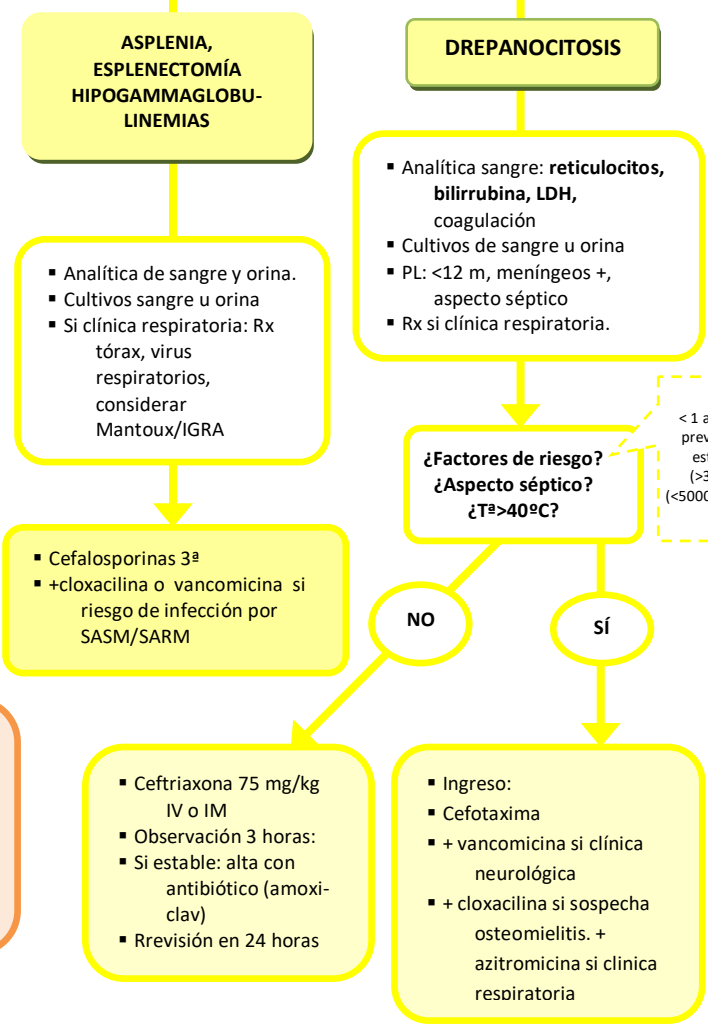 ASPLENIA,
ESPLENECTOMÍA
HIPOGAMMAGLOBU-
LINEMIAS
▪ Analítica de sangre y orina.
▪ Cultivos sangre u orina
▪ Si clínica respiratoria: Rx
tórax, virus
respiratorios,
considerar
Mantoux/IGRA
▪ Cefalosporinas 3ª
▪ +cloxacilina o vancomicina si
riesgo de infección por
SASM/SARM
DREPANOCITOSIS
▪ Analítica sangre: reticulocitos,
bilirrubina, LDH,
coagulación
▪ Cultivos de sangre u orina
▪ PL: <12 m, meníngeos +,
aspecto séptico
▪ Rx si clínica respiratoria.
¿Factores de riesgo?
¿Aspecto séptico?
¿Tª>40ºC?
< 1 a
prev
est
(>3
(<5000
NO
SÍ
▪ Ceftriaxona 75 mg/kg
IV o IM
▪ Observación 3 horas:
▪ Si estable: alta con
antibiótico (amoxi-
clav)
▪ Rrevisión en 24 horas
▪ Ingreso:
▪ Cefotaxima
▪ + vancomicina si clínica
neurológica
▪ + cloxacilina si sospecha
osteomielitis. +
azitromicina si clinica
respiratoria